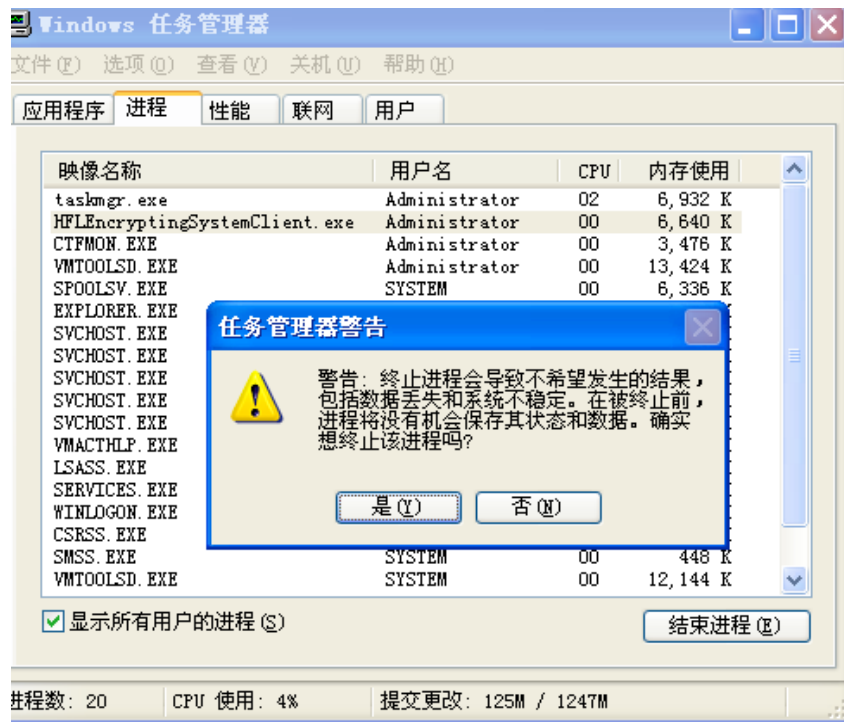 Windows 任务管理器
文件(F) 选项(O) 查看(V) 关机(U) 帮助(H)
应用程序 进程 性能 联网 用户
映像名称 用户名 CPU 内存使用
taskmgr.exe Administrator 02 6,932 K
HFLEncryptingSystemClient.exe Administrator 00 6,640 K
CTFMON.EXE Administrator 00 3,476 K
VMTOOLSD.EXE Administrator 00 13,424 K
SPOOLSV.EXE SYSTEM 00 6,336 K
EXPLORER.EXE
SVCHOST.EXE
SVCHOST.EXE
SVCHOST.EXE
SVCHOST.EXE
SVCHOST.EXE
VMACTHLP.EXE
LSASS.EXE
SERVICES.EXE
WINLOGON.EXE
CSRSS.EXE
SMSS.EXE SYSTEM 00 448 K
VMTOOLSD.EXE SYSTEM 00 12,144 K
任务管理器警告
警告: 终止进程会导致不希望发生的结果，
包括数据丢失和系统不稳定。在被终止前，
进程将没有机会保存其状态和数据。确实
想终止该进程吗?
是(Y) 否(N)
显示所有用户的进程(S) 结束进程(E)
进程数: 20 CPU 使用: 4% 提交更改: 125M / 1247M